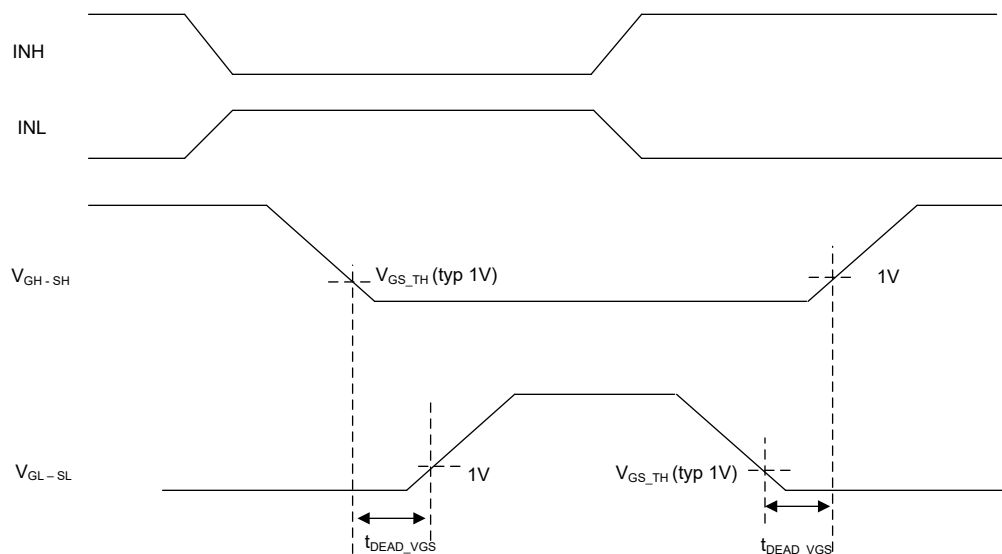 INH
INL
V_GH - SH
V_GS_TH (typ 1V)
1V
V_GL – SL
1V
V_GS_TH (typ 1V)
t_DEAD_VGS
t_DEAD_VGS